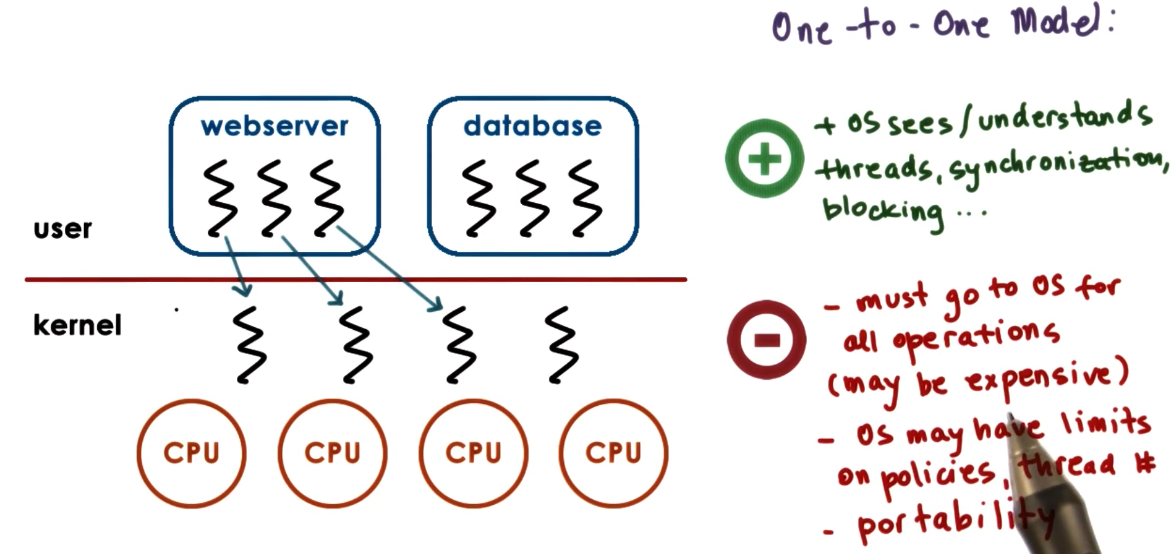 One-to-One Model:
webserver
database
user
kernel
CPU CPU CPU CPU
+ OS sees/understands
threads, synchronization,
blocking ...
- must go to OS for
all operations
(may be expensive)
- OS may have limits
on policies, thread #
- portability